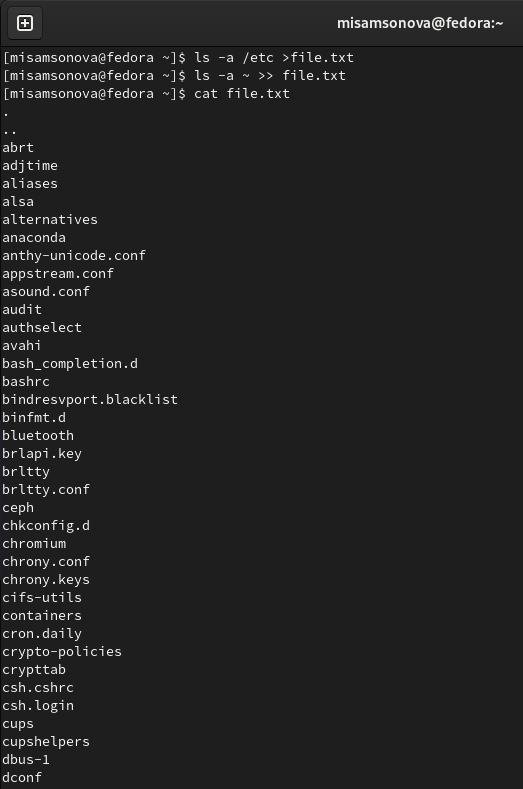 misamsonova@fedora:~
[misamsonova@fedora ~]$ ls -a /etc >file.txt
[misamsonova@fedora ~]$ ls -a ~ >> file.txt
[misamsonova@fedora ~]$ cat file.txt
.
..
abrt
adjtime
aliases
alsa
alternatives
anaconda
anthy-unicode.conf
appstream.conf
asound.conf
audit
authselect
avahi
bash_completion.d
bashrc
bindresvport.blacklist
binfmt.d
bluetooth
brlapi.key
brltty
brltty.conf
ceph
chkconfig.d
chromium
chrony.conf
chrony.keys
cifs-utils
containers
cron.daily
crypto-policies
crypttab
csh.cshrc
csh.login
cups
cupshelpers
dbus-1
dconf